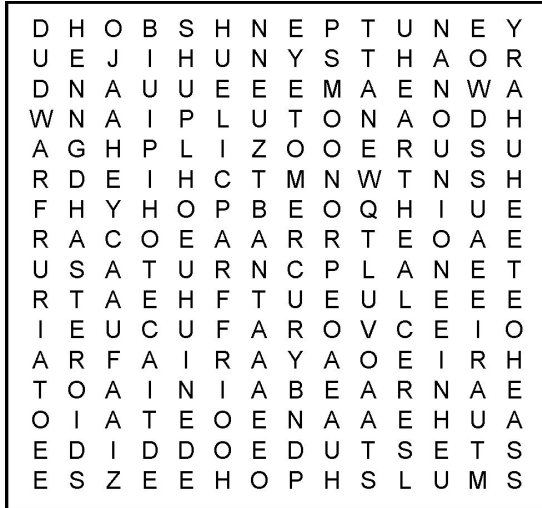 D H O B S H N E P T U N E Y
U E J I H U N Y S T H A O R
D N A U U E E E M A E N W A
W N A I P L U T O N A O D H
A G H P L I Z O O E R U S U
R D E I H C T M N W T N S H
F H Y H O P B E O Q H I U E
R A C O E A A R R T E O A E
U S A T U R N C P L A N E T
R T A E H F T U E U L E E E
I E U C U F A R O V C E I O
A R F A I R A Y A O E I R H
T O A I N I A B E A R N A E
O I A T E O E N A A E H U A
E D I D D O E D U T S E T S
E S Z E E H O P H S L U M S